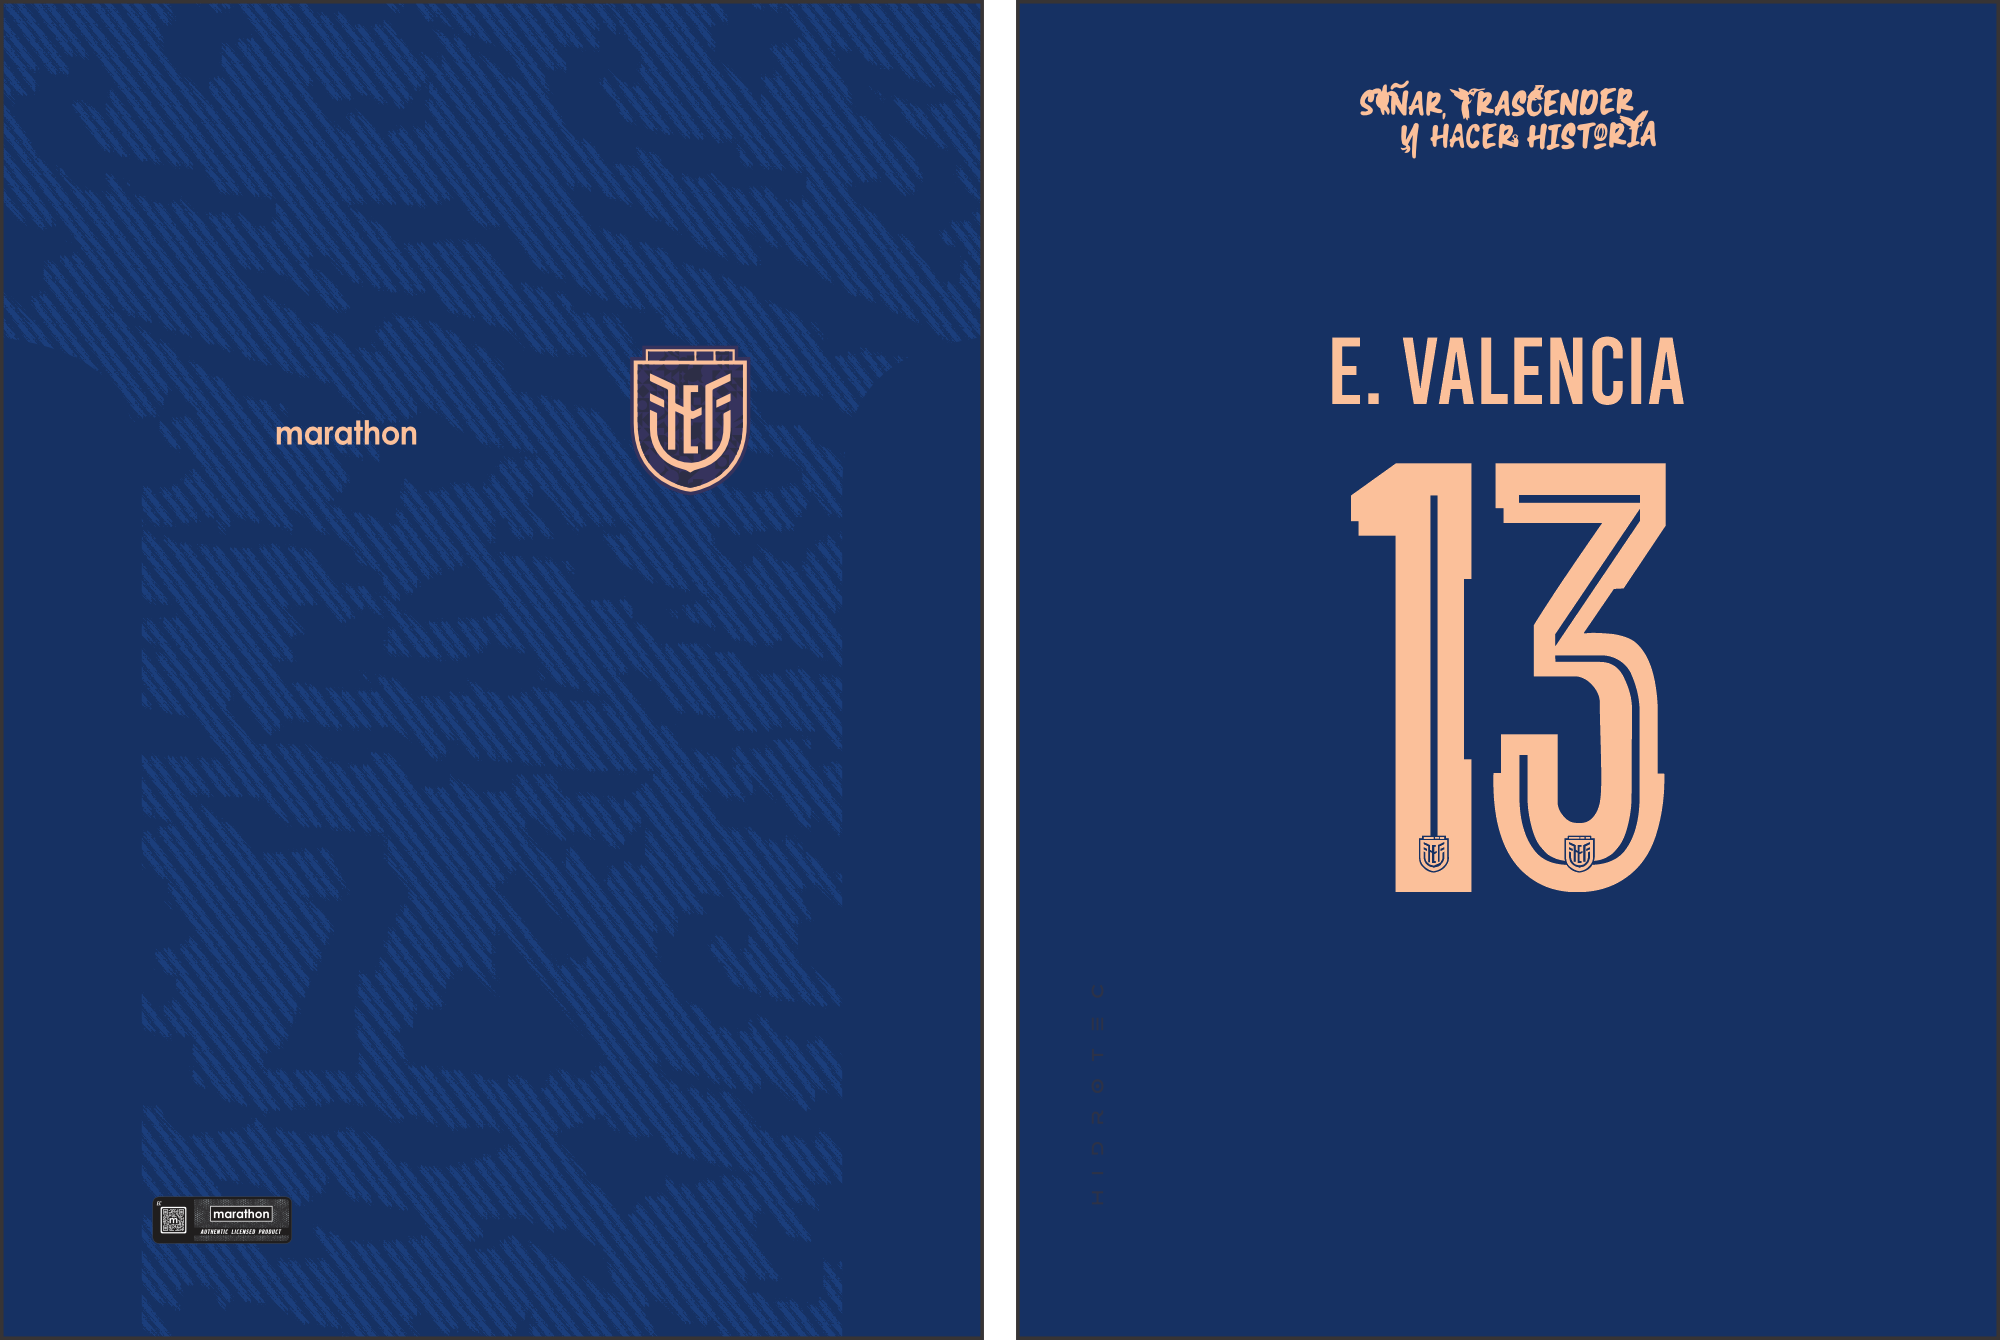 marathon
marathon
AUTHENTIC LICENSED PRODUCT
SOÑAR, TRASCENDER
Y HACER HISTORIA
E. VALENCIA
13